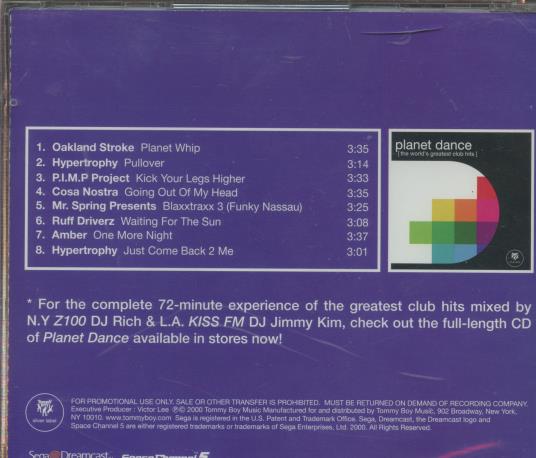 1. Oakland Stroke Planet Whip 3:35
2. Hypertrophy Pullover 3:14
3. P.I.M.P Project Kick Your Legs Higher 3:33
4. Cosa Nostra Going Out Of My Head 3:35
5. Mr. Spring Presents Blaxxtraxx 3 (Funky Nassau) 3:25
6. Ruff Driverz Waiting For The Sun 3:08
7. Amber One More Night 3:37
8. Hypertrophy Just Come Back 2 Me 3:01
planet dance
[ the world's greatest club hits ]
* For the complete 72-minute experience of the greatest club hits mixed by
N.Y Z100 DJ Rich & L.A. KISS FM DJ Jimmy Kim, check out the full-length CD
of Planet Dance available in stores now!
silver label
FOR PROMOTIONAL USE ONLY. SALE OR OTHER TRANSFER IS PROHIBITED. MUST BE RETURNED ON DEMAND OF RECORDING COMPANY.
Executive Producer : Victor Lee ℗© 2000 Tommy Boy Music Manufactured for and distributed by Tommy Boy Music, 902 Broadway, New York,
NY 10010. www.tommyboy.com Sega is registered in the U.S. Patent and Trademark Office. Sega, Dreamcast, the Dreamcast logo and
Space Channel 5 are either registered trademarks or trademarks of Sega Enterprises, Ltd. 2000. All Rights Reserved.
Sega Dreamcast Space Channel 5